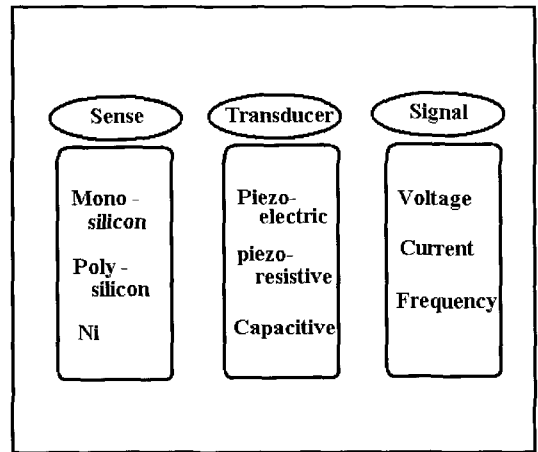 Sense
Mono-
silicon
Poly-
silicon
Ni
Transducer
Piezo-
electric
piezo-
resistive
Capacitive
Signal
Voltage
Current
Frequency